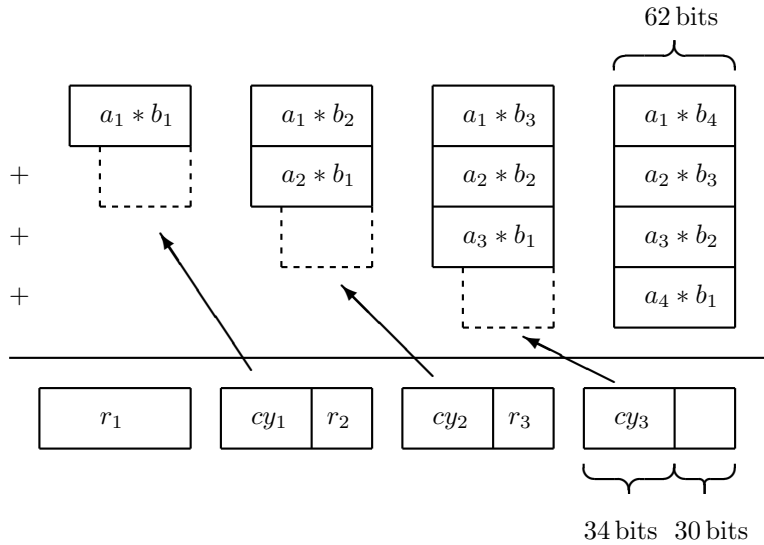 62 bits
a₁ ∗ b₁ a₁ ∗ b₂ a₁ ∗ b₃ a₁ ∗ b₄
+ a₂ ∗ b₁ a₂ ∗ b₂ a₂ ∗ b₃
+ a₃ ∗ b₁ a₃ ∗ b₂
+ a₄ ∗ b₁
r₁ cy₁ r₂ cy₂ r₃ cy₃
34 bits 30 bits